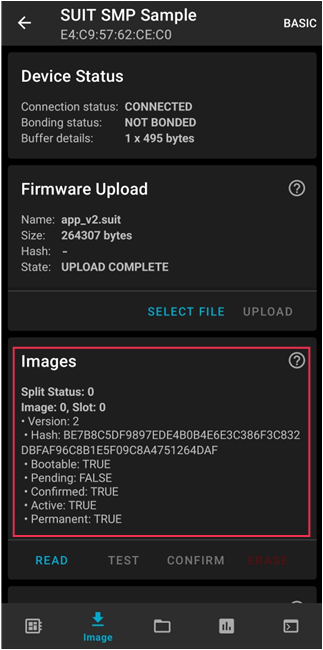 SUIT SMP Sample
E4:C9:57:62:CE:C0
BASIC
Device Status
Connection status: CONNECTED
Bonding status: NOT BONDED
Buffer details: 1 x 495 bytes
Firmware Upload
Name: app_v2.suit
Size: 264307 bytes
Hash: -
State: UPLOAD COMPLETE
SELECT FILE UPLOAD
Images
Split Status: 0
Image: 0, Slot: 0
• Version: 2
• Hash: BE7B8C5DF9897EDE4B0B4E6E3C386F3C832
DBFAF96C8B1E5F09C8A4751264DAF
• Bootable: TRUE
• Pending: FALSE
• Confirmed: TRUE
• Active: TRUE
• Permanent: TRUE
READ TEST CONFIRM ERASE
Image